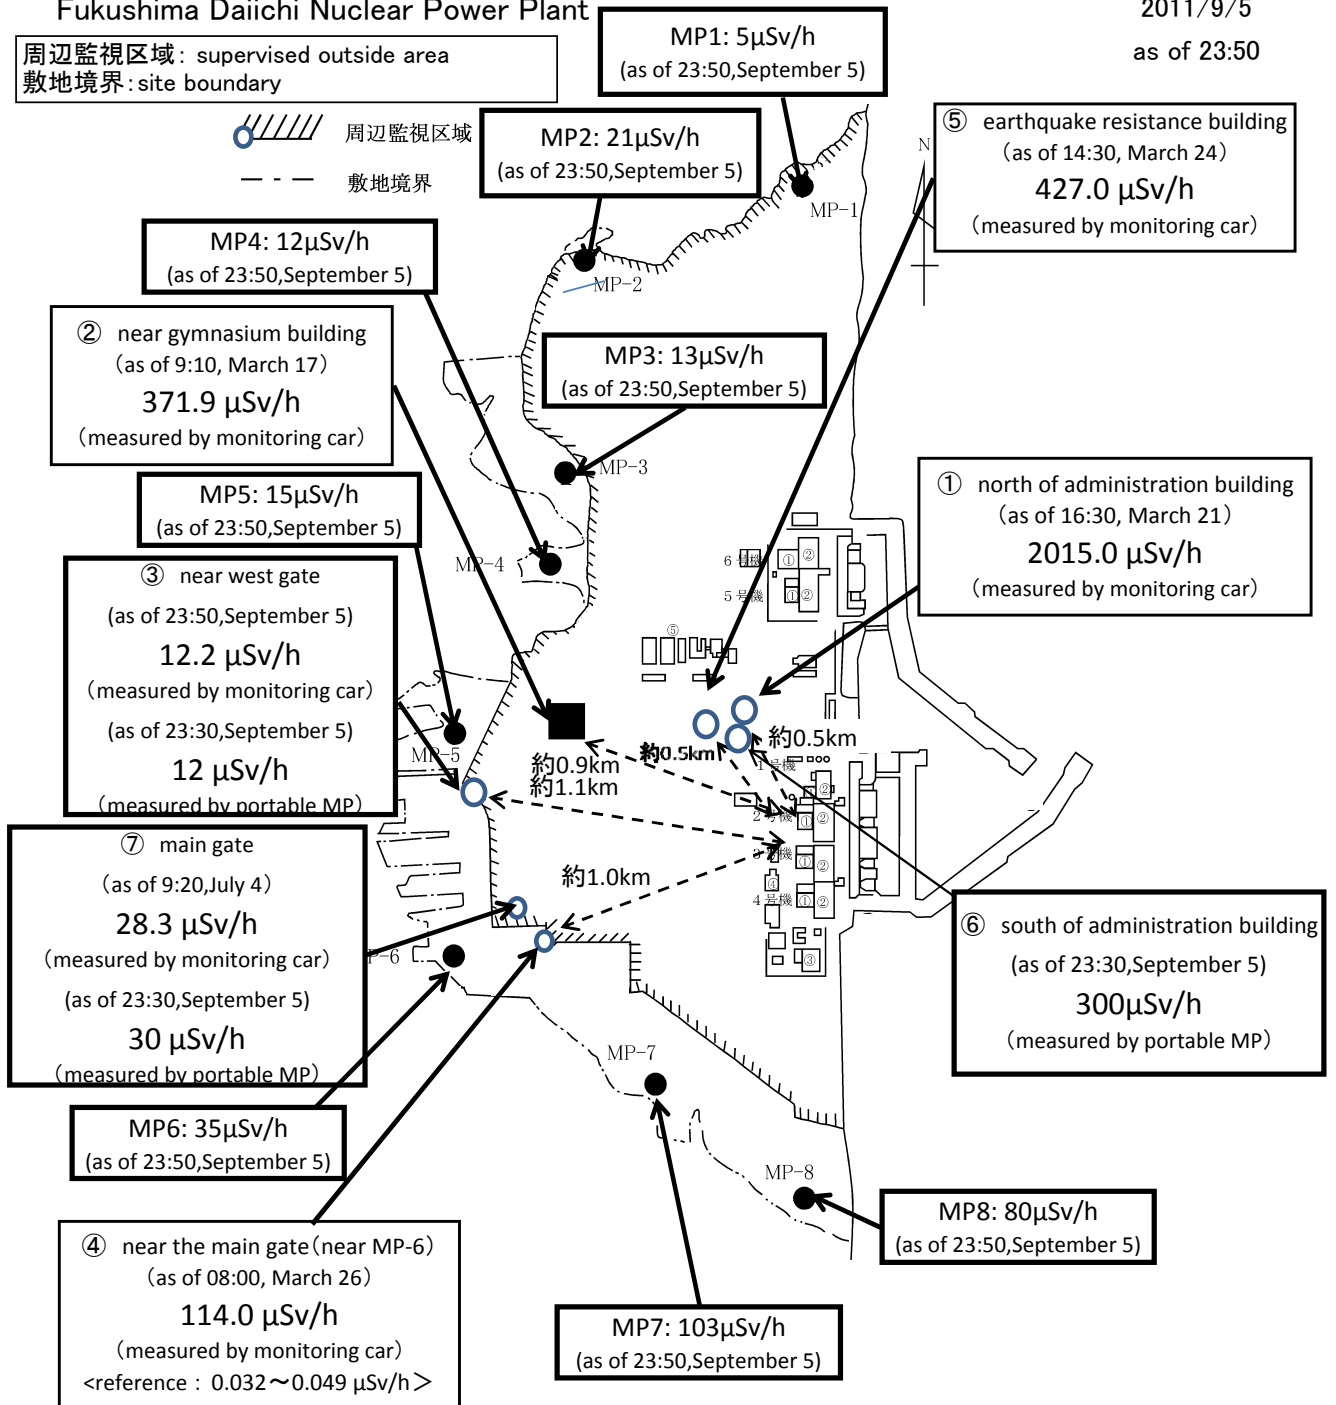 Fukushima Daiichi Nuclear Power Plant
2011/9/5
as of 23:50
周辺監視区域: supervised outside area
敷地境界:site boundary
周辺監視区域
敷地境界
N
MP1: 5μSv/h
(as of 23:50,September 5)
MP2: 21μSv/h
(as of 23:50,September 5)
⑤ earthquake resistance building
(as of 14:30, March 24)
427.0 μSv/h
(measured by monitoring car)
MP-1
MP4: 12μSv/h
(as of 23:50,September 5)
MP-2
② near gymnasium building
(as of 9:10, March 17)
371.9 μSv/h
(measured by monitoring car)
MP3: 13μSv/h
(as of 23:50,September 5)
MP-3
MP5: 15μSv/h
(as of 23:50,September 5)
① north of administration building
(as of 16:30, March 21)
2015.0 μSv/h
(measured by monitoring car)
MP-4
③ near west gate
(as of 23:50,September 5)
12.2 μSv/h
(measured by monitoring car)
(as of 23:30,September 5)
12 μSv/h
(measured by portable MP)
6号機
① ②
5号機
① ②
⑤
MP-5
約0.9km
約1.1km
約0.5km
約0.5km
1号機
②
2号機
① ②
3号機
① ②
④
4号機
① ②
③
約1.0km
⑦ main gate
(as of 9:20,July 4)
28.3 μSv/h
(measured by monitoring car)
(as of 23:30,September 5)
30 μSv/h
(measured by portable MP)
P-6
⑥ south of administration building
(as of 23:30,September 5)
300μSv/h
(measured by portable MP)
MP-7
MP6: 35μSv/h
(as of 23:50,September 5)
MP-8
MP8: 80μSv/h
(as of 23:50,September 5)
④ near the main gate(near MP-6)
(as of 08:00, March 26)
114.0 μSv/h
(measured by monitoring car)
<reference : 0.032～0.049 μSv/h>
MP7: 103μSv/h
(as of 23:50,September 5)